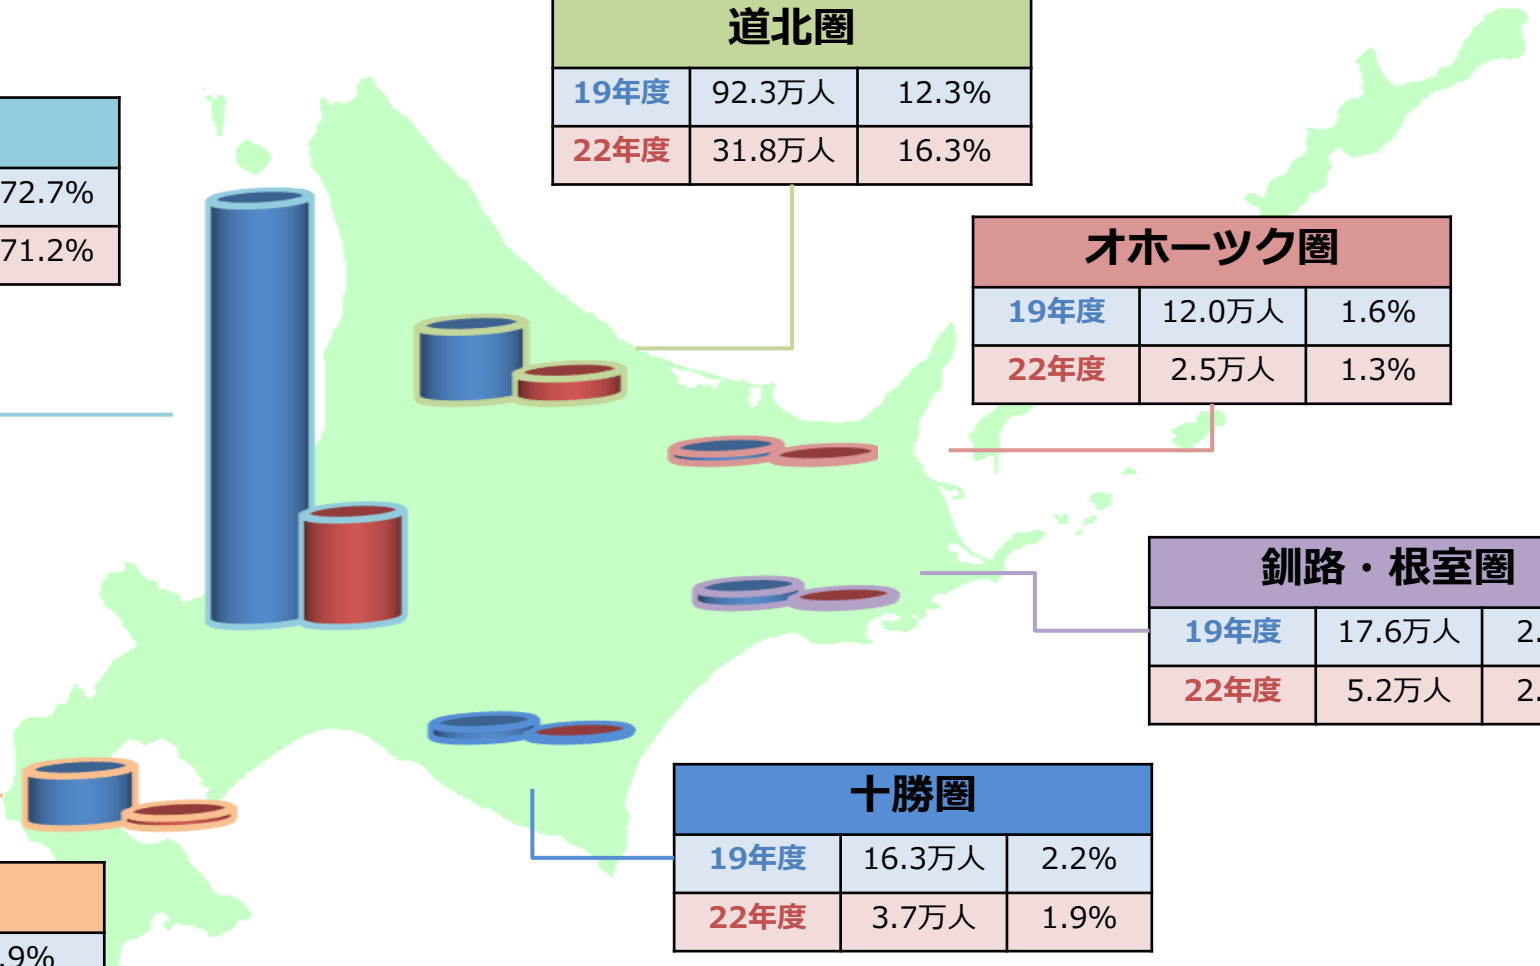 道北圏
19年度 92.3万人 12.3%
22年度 31.8万人 16.3%
72.7%
71.2%
オホーツク圏
19年度 12.0万人 1.6%
22年度 2.5万人 1.3%
釧路・根室圏
19年度 17.6万人 2.
22年度 5.2万人 2.
十勝圏
19年度 16.3万人 2.2%
22年度 3.7万人 1.9%
.9%